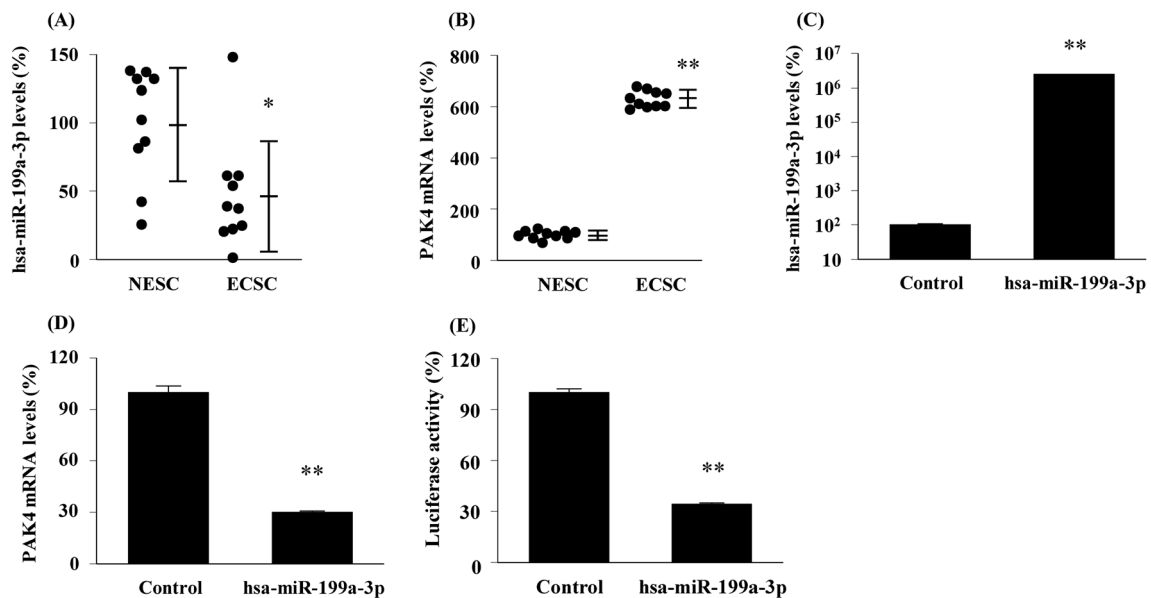 (A)
hsa-miR-199a-3p levels (%)
150
100
50
0
*
NESC ECSC
(B)
PAK4 mRNA levels (%)
800
600
400
200
0
**
NESC ECSC
(C)
hsa-miR-199a-3p levels (%)
10⁷
10⁶
10⁵
10⁴
10³
10²
10
**
Control hsa-miR-199a-3p
(D)
PAK4 mRNA levels (%)
120
90
60
30
0
**
Control hsa-miR-199a-3p
(E)
Luciferase activity (%)
120
90
60
30
0
**
Control hsa-miR-199a-3p